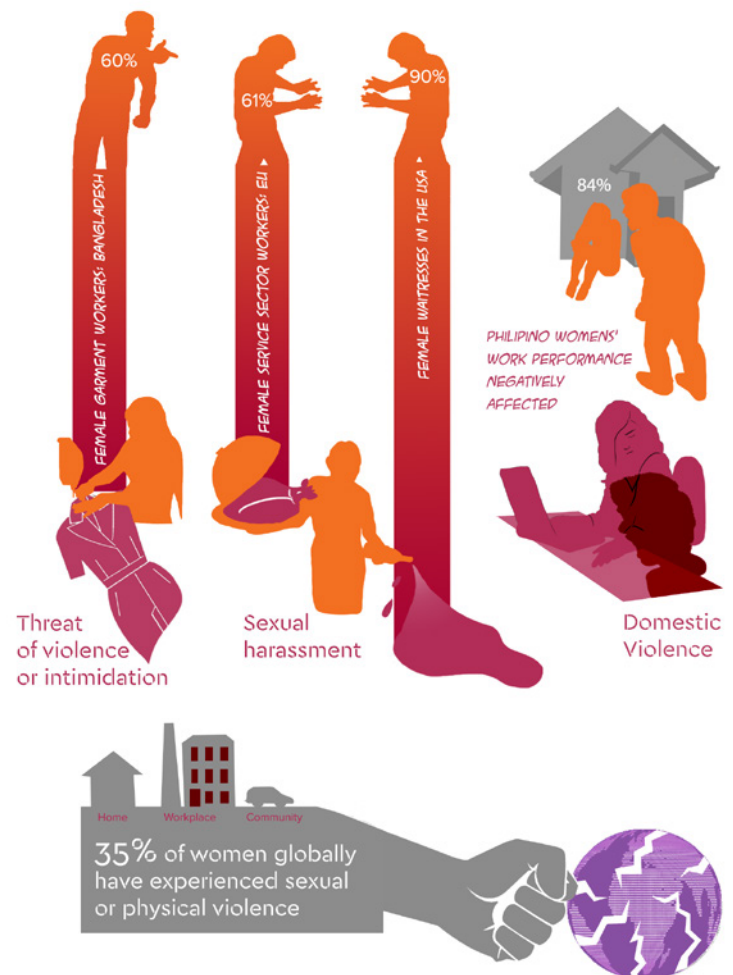 60%
FEMALE GARMENT WORKERS: BANGLADESH
Threat
of violence
or intimidation
61%
FEMALE SERVICE SECTOR WORKERS: EU
90%
FEMALE WAITRESSES IN THE USA
Sexual
harassment
84%
PHILIPINO WOMENS'
WORK PERFORMANCE
NEGATIVELY
AFFECTED
Domestic
Violence
Home
Workplace
Community
35% of women globally
have experienced sexual
or physical violence